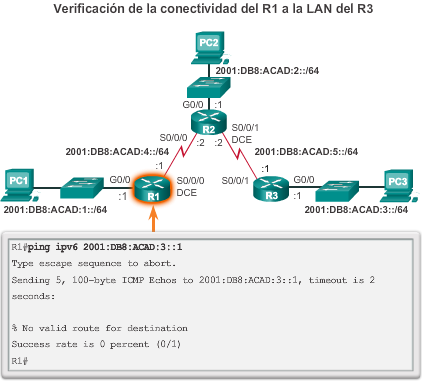 Verificación de la conectividad del R1 a la LAN del R3
PC2
2001:DB8:ACAD:2::/64
G0/0
:1
S0/0/0
R2
S0/0/1
:2
:2
DCE
2001:DB8:ACAD:4::/64
2001:DB8:ACAD:5::/64
:1
:1
PC1
G0/0
S0/0/0
S0/0/1
G0/0
PC3
:1
R1
DCE
R3
:1
2001:DB8:ACAD:1::/64
2001:DB8:ACAD:3::/64
R1#ping ipv6 2001:DB8:ACAD:3::1
Type escape sequence to abort.
Sending 5, 100-byte ICMP Echos to 2001:DB8:ACAD:3::1, timeout is 2
seconds:
% No valid route for destination
Success rate is 0 percent (0/1)
R1#